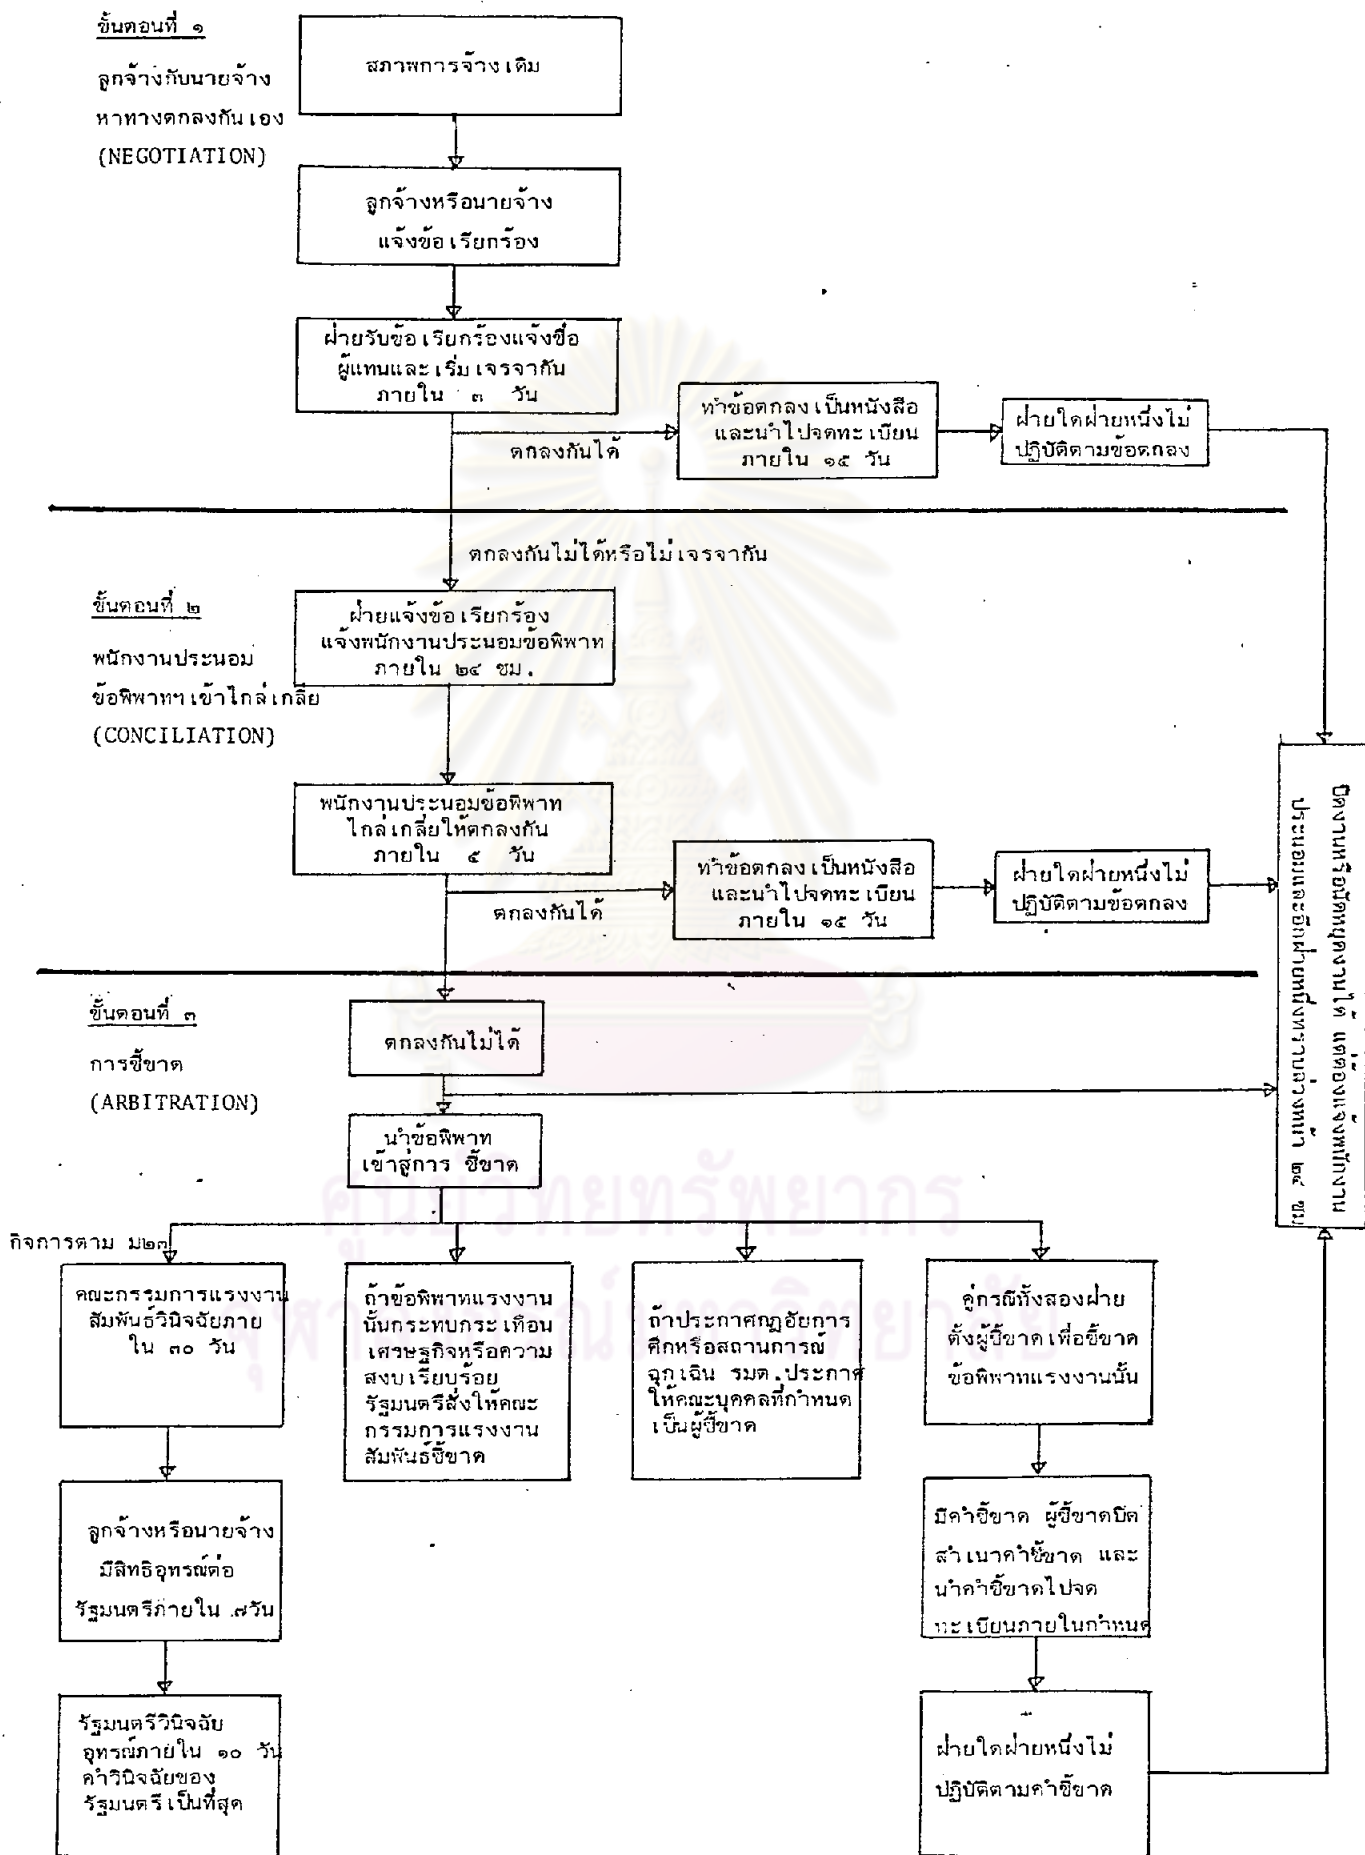 ขั้นตอนที่ ๑
ลูกจ้างกับนายจ้าง
หาทางตกลงกันเอง
(NEGOTIATION)
สภาพการจ้างเดิม
ลูกจ้างหรือนายจ้าง
แจ้งข้อเรียกร้อง
ฝ่ายรับข้อเรียกร้องแจ้งชื่อ
ผู้แทนและเริ่มเจรจากัน
ภายใน ๓ วัน
ตกลงกันได้
ทำข้อตกลงเป็นหนังสือ
และนำไปจดทะเบียน
ภายใน ๑๕ วัน
ฝ่ายใดฝ่ายหนึ่งไม่
ปฏิบัติตามข้อตกลง
ตกลงกันไม่ได้หรือไม่เจรจากัน
ขั้นตอนที่ ๒
พนักงานประนอม
ข้อพิพาทฯเข้าไกล่เกลี่ย
(CONCILIATION)
ฝ่ายแจ้งข้อเรียกร้อง
แจ้งพนักงานประนอมข้อพิพาท
ภายใน ๒๔ ชม.
พนักงานประนอมข้อพิพาท
ไกล่เกลี่ยให้ตกลงกัน
ภายใน ๕ วัน
ตกลงกันได้
ทำข้อตกลงเป็นหนังสือ
และนำไปจดทะเบียน
ภายใน ๑๕ วัน
ฝ่ายใดฝ่ายหนึ่งไม่
ปฏิบัติตามข้อตกลง
ปิดงานหรือนัดหยุดงานได้ แต่ต้องแจ้งพนักงาน
ประนอมและอีกฝ่ายหนึ่งทราบล่วงหน้า ๒๔ ชม.
ขั้นตอนที่ ๓
การชี้ขาด
(ARBITRATION)
ตกลงกันไม่ได้
นำข้อพิพาท
เข้าสู่การ ชี้ขาด
ศูนย์วิทยทรัพยากร
จุฬาลงกรณ์มหาวิทยาลัย
กิจการตาม ม๒๓
คณะกรรมการแรงงาน
สัมพันธ์วินิจฉัยภาย
ใน ๓๐ วัน
ลูกจ้างหรือนายจ้าง
มีสิทธิอุทรณ์ต่อ
รัฐมนตรีภายใน ๗วัน
รัฐมนตรีวินิจฉัย
อุทรณ์ภายใน ๑๐ วัน
คำวินิจฉัยของ
รัฐมนตรีเป็นที่สุด
ถ้าข้อพิพาทแรงงาน
นั้นกระทบกระเทือน
เศรษฐกิจหรือความ
สงบเรียบร้อย
รัฐมนตรีสั่งให้คณะ
กรรมการแรงงาน
สัมพันธ์ชี้ขาด
ถ้าประกาศกฎอัยการ
ศึกหรือสถานการณ์
ฉุกเฉิน รมต.ประกาศ
ให้คณะบุคคลที่กำหนด
เป็นผู้ชี้ขาด
คู่กรณีทั้งสองฝ่าย
ตั้งผู้ชี้ขาดเพื่อชี้ขาด
ข้อพิพาทแรงงานนั้น
มีคำชี้ขาด ผู้ชี้ขาดปิด
สำเนาคำชี้ขาด และ
นำคำชี้ขาดไปจด
ทะเบียนภายในกำหนด
ฝ่ายใดฝ่ายหนึ่งไม่
ปฏิบัติตามคำชี้ขาด